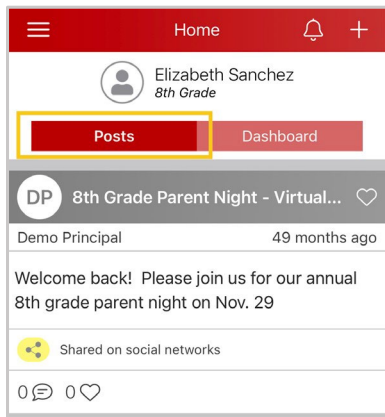 Home
Elizabeth Sanchez
8th Grade
Posts Dashboard
DP 8th Grade Parent Night - Virtual...
Demo Principal 49 months ago
Welcome back!  Please join us for our annual
8th grade parent night on Nov. 29
Shared on social networks
0 0